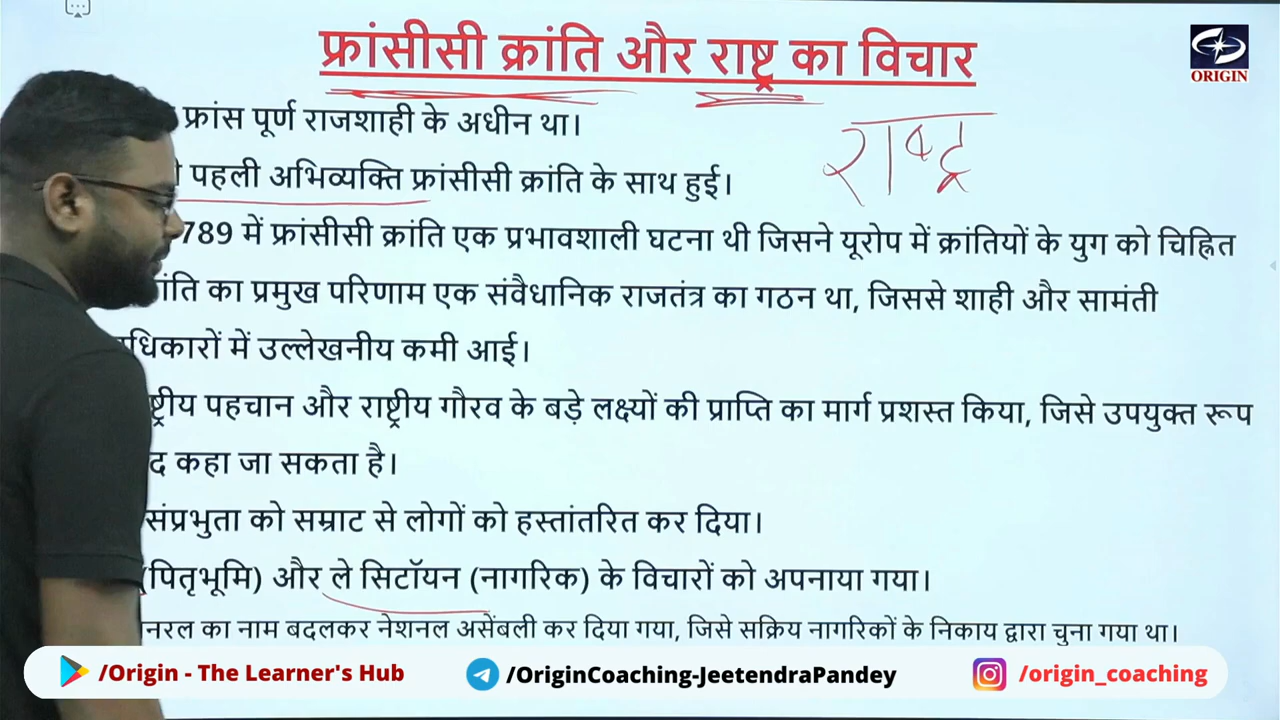 फ्रांसीसी क्रांति और राष्ट्र का विचार
ORIGIN
फ्रांस पूर्ण राजशाही के अधीन था।
राष्ट्र
पहली अभिव्यक्ति फ्रांसीसी क्रांति के साथ हुई।
789 में फ्रांसीसी क्रांति एक प्रभावशाली घटना थी जिसने यूरोप में क्रांतियों के युग को चिह्नित
का प्रमुख परिणाम एक संवैधानिक राजतंत्र का गठन था, जिससे शाही और सामंती
में उल्लेखनीय कमी आई।
पहचान और राष्ट्रीय गौरव के बड़े लक्ष्यों की प्राप्ति का मार्ग प्रशस्त किया, जिसे उपयुक्त रूप
कहा जा सकता है।
संप्रभुता को सम्राट से लोगों को हस्तांतरित कर दिया।
(पितृभूमि) और ले सिटॉयन (नागरिक) के विचारों को अपनाया गया।
का नाम बदलकर नेशनल असेंबली कर दिया गया, जिसे सक्रिय नागरिकों के निकाय द्वारा चुना गया था।
/Origin - The Learner's Hub
/OriginCoaching-JeetendraPandey
/origin_coaching